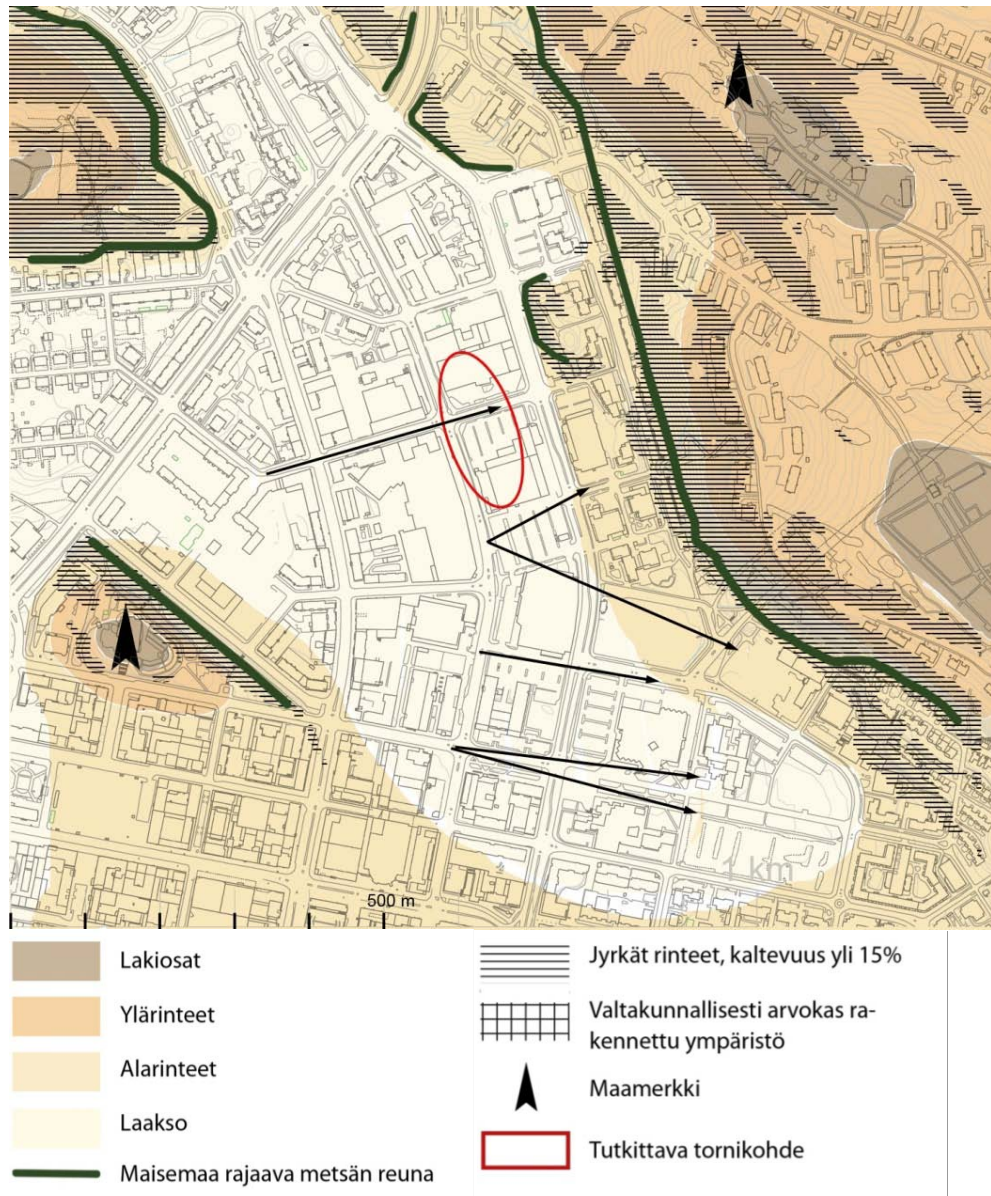 1 km
500 m
Lakiosat
Ylärinteet
Alarinteet
Laakso
Maisemaa rajaava metsän reuna
Jyrkät rinteet, kaltevuus yli 15%
Valtakunnallisesti arvokas ra-
kennettu ympäristö
Maamerkki
Tutkittava tornikohde